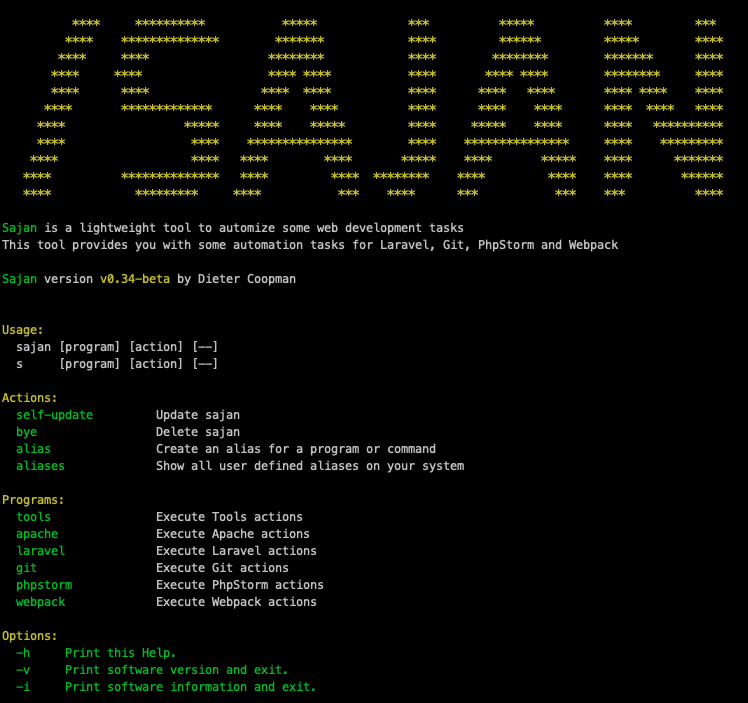 /SAJAN
Sajan is a lightweight tool to automize some web development tasks
This tool provides you with some automation tasks for Laravel, Git, PhpStorm and Webpack
Sajan version v0.34-beta by Dieter Coopman
Usage:
sajan [program] [action] [--]
s [program] [action] [--]
Actions:
self-update Update sajan
bye Delete sajan
alias Create an alias for a program or command
aliases Show all user defined aliases on your system
Programs:
tools Execute Tools actions
apache Execute Apache actions
laravel Execute Laravel actions
git Execute Git actions
phpstorm Execute PhpStorm actions
webpack Execute Webpack actions
Options:
-h Print this Help.
-v Print software version and exit.
-i Print software information and exit.